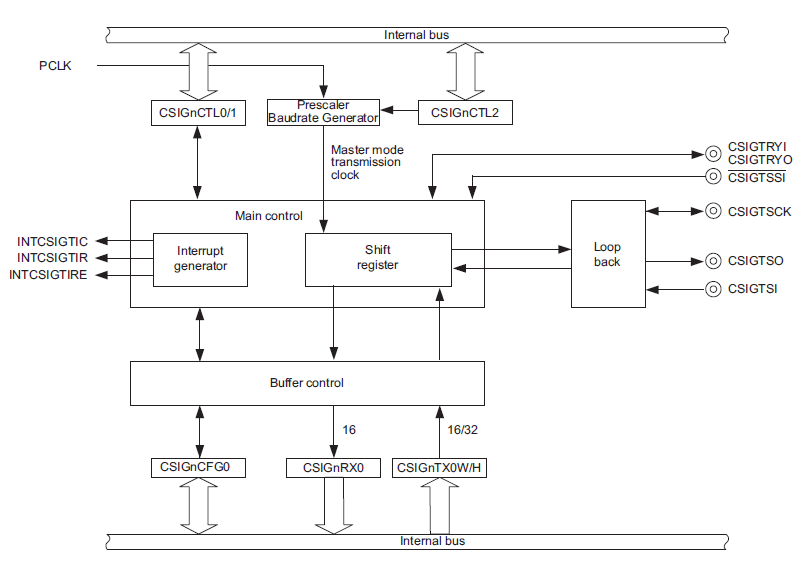 Internal bus
PCLK
CSIGnCTL0/1
Prescaler
Baudrate Generator
CSIGnCTL2
Master mode
transmission
clock
CSIGTRYI
CSIGTRYO
CSIGTSSI
Main control
CSIGTSCK
INTCSIGTIC
INTCSIGTIR
INTCSIGTIRE
Interrupt
generator
Shift
register
Loop
back
CSIGTSO
CSIGTSI
Buffer control
16
16/32
CSIGnCFG0
CSIGnRX0
CSIGnTX0W/H
Internal bus